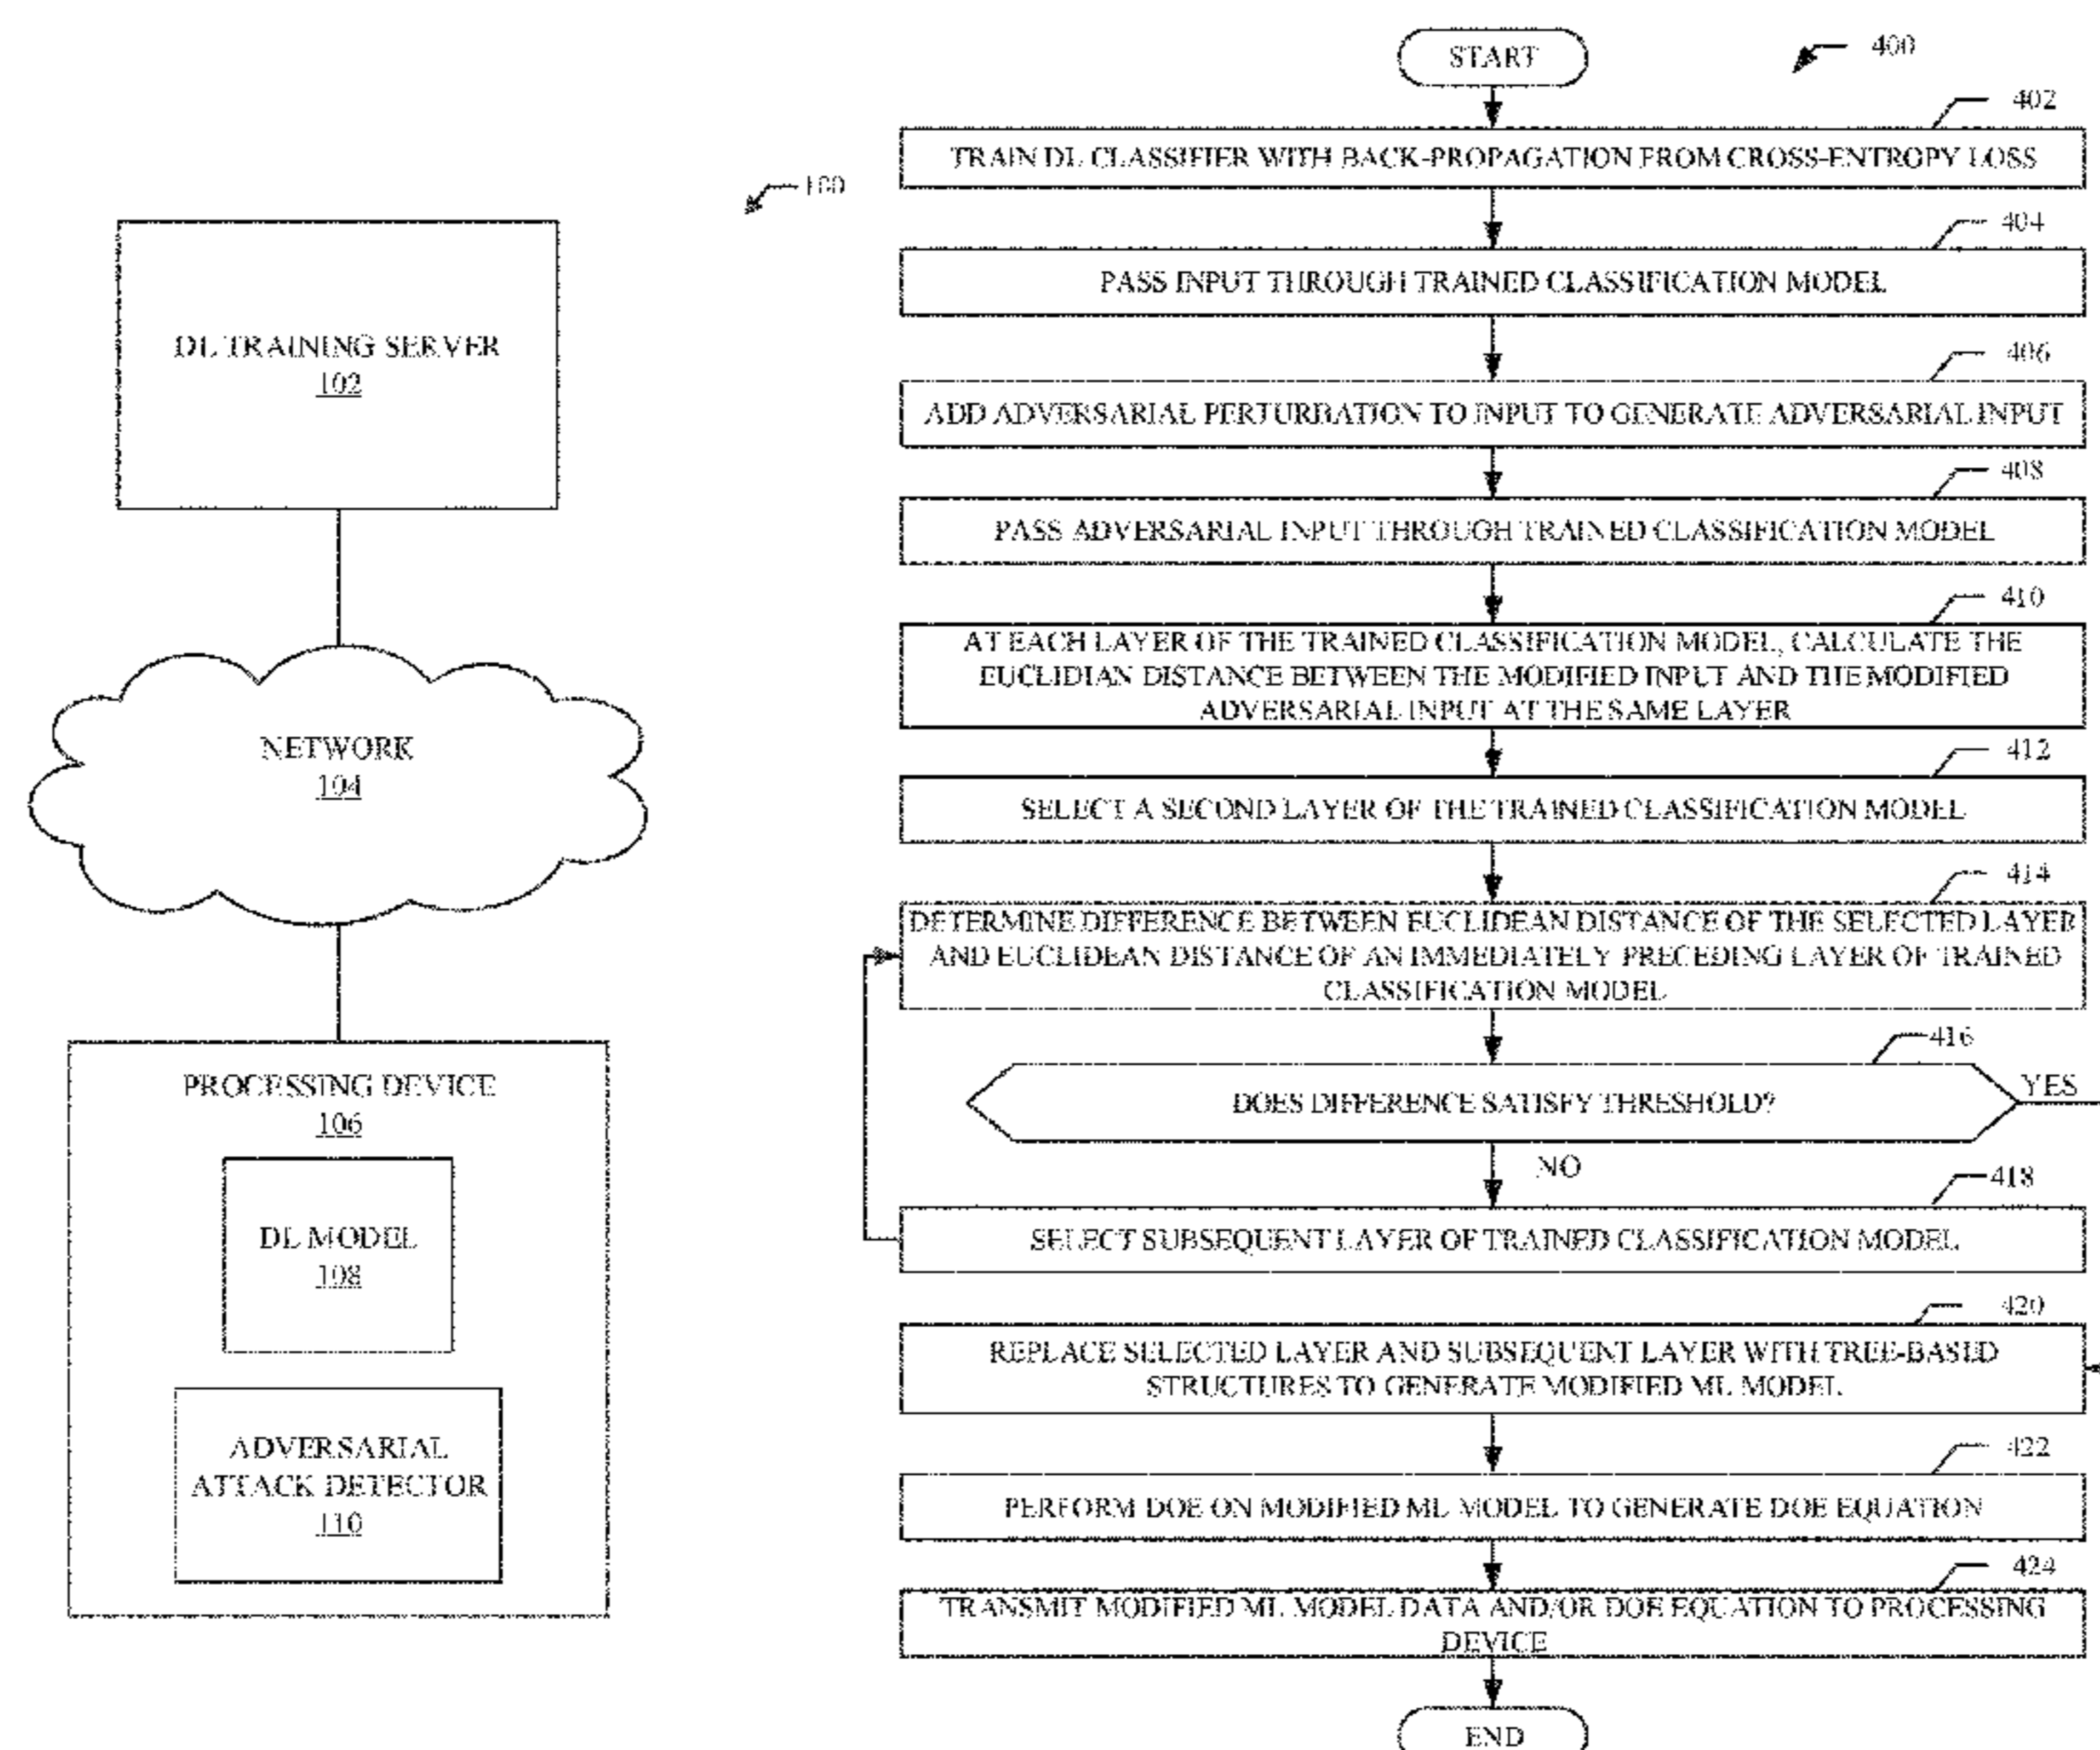 100
DL TRAINING SERVER
102
NETWORK
104
PROCESSING DEVICE
106
DL MODEL
108
ADVERSARIAL
ATTACK DETECTOR
110
START
400
402
TRAIN DL CLASSIFIER WITH BACK-PROPAGATION FROM CROSS-ENTROPY LOSS
404
PASS INPUT THROUGH TRAINED CLASSIFICATION MODEL
406
ADD ADVERSARIAL PERTURBATION TO INPUT TO GENERATE ADVERSARIAL INPUT
408
PASS ADVERSARIAL INPUT THROUGH TRAINED CLASSIFICATION MODEL
410
AT EACH LAYER OF THE TRAINED CLASSIFICATION MODEL, CALCULATE THE
EUCLIDIAN DISTANCE BETWEEN THE MODIFIED INPUT AND THE MODIFIED
ADVERSARIAL INPUT AT THE SAME LAYER
412
SELECT A SECOND LAYER OF THE TRAINED CLASSIFICATION MODEL
414
DETERMINE DIFFERENCE BETWEEN EUCLIDEAN DISTANCE OF THE SELECTED LAYER
AND EUCLIDEAN DISTANCE OF AN IMMEDIATELY PRECEDING LAYER OF TRAINED
CLASSIFICATION MODEL
416
DOES DIFFERENCE SATISFY THRESHOLD?
YES
NO
418
SELECT SUBSEQUENT LAYER OF TRAINED CLASSIFICATION MODEL
420
REPLACE SELECTED LAYER AND SUBSEQUENT LAYER WITH TREE-BASED
STRUCTURES TO GENERATE MODIFIED ML MODEL
422
PERFORM DOE ON MODIFIED ML MODEL TO GENERATE DOE EQUATION
424
TRANSMIT MODIFIED ML MODEL DATA AND/OR DOE EQUATION TO PROCESSING
DEVICE
END